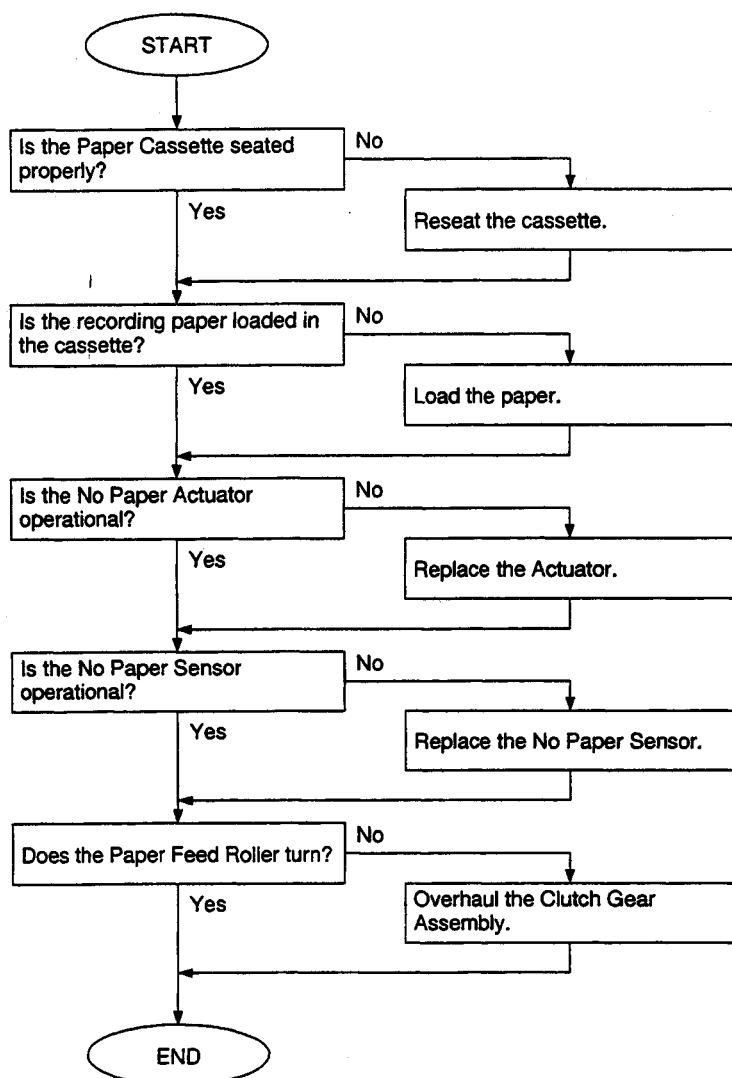 START
Is the Paper Cassette seated
properly?
No
Yes
Reseat the cassette.
Is the recording paper loaded in
the cassette?
No
Yes
Load the paper.
Is the No Paper Actuator
operational?
No
Yes
Replace the Actuator.
Is the No Paper Sensor
operational?
No
Yes
Replace the No Paper Sensor.
Does the Paper Feed Roller turn?
No
Yes
Overhaul the Clutch Gear
Assembly.
END